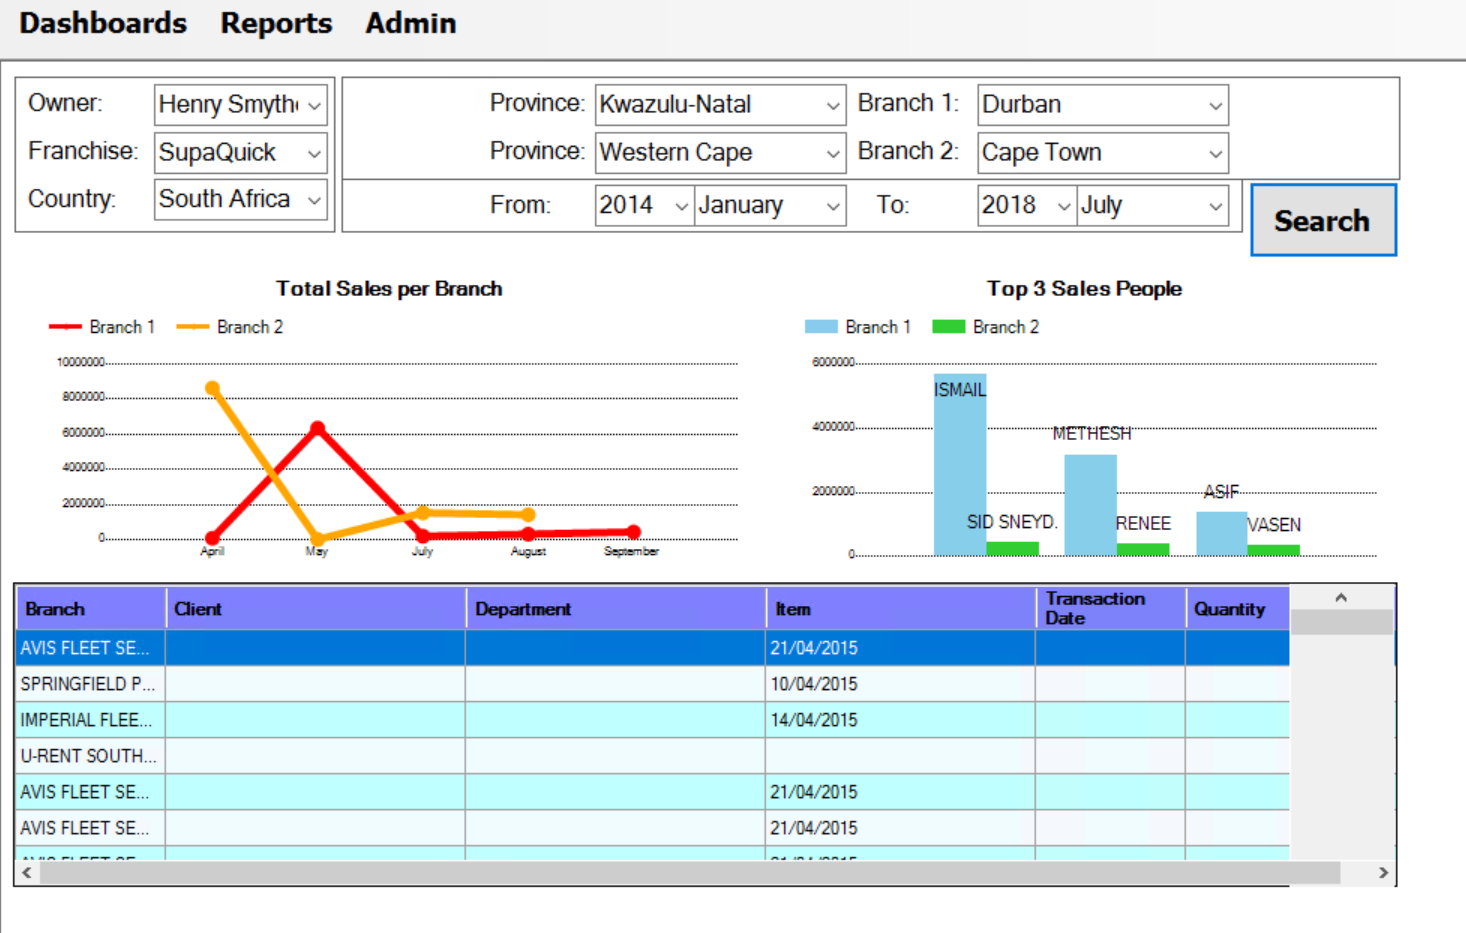 Dashboards Reports Admin
Owner: Henry Smyth
Province: Kwazulu-Natal Branch 1: Durban
Franchise: SupaQuick
Province: Western Cape Branch 2: Cape Town
Country: South Africa
From: 2014 January To: 2018 July
Search
Total Sales per Branch
Branch 1 Branch 2
10000000
8000000
6000000
4000000
2000000
0
April May July August September
Top 3 Sales People
Branch 1 Branch 2
6000000
4000000
2000000
0
ISMAIL
METHESH
ASIF
SID SNEYD. RENEE VASEN
Branch Client Department Item Transaction Date Quantity
AVIS FLEET SE... 21/04/2015
SPRINGFIELD P... 10/04/2015
IMPERIAL FLEE... 14/04/2015
U-RENT SOUTH...
AVIS FLEET SE... 21/04/2015
AVIS FLEET SE... 21/04/2015